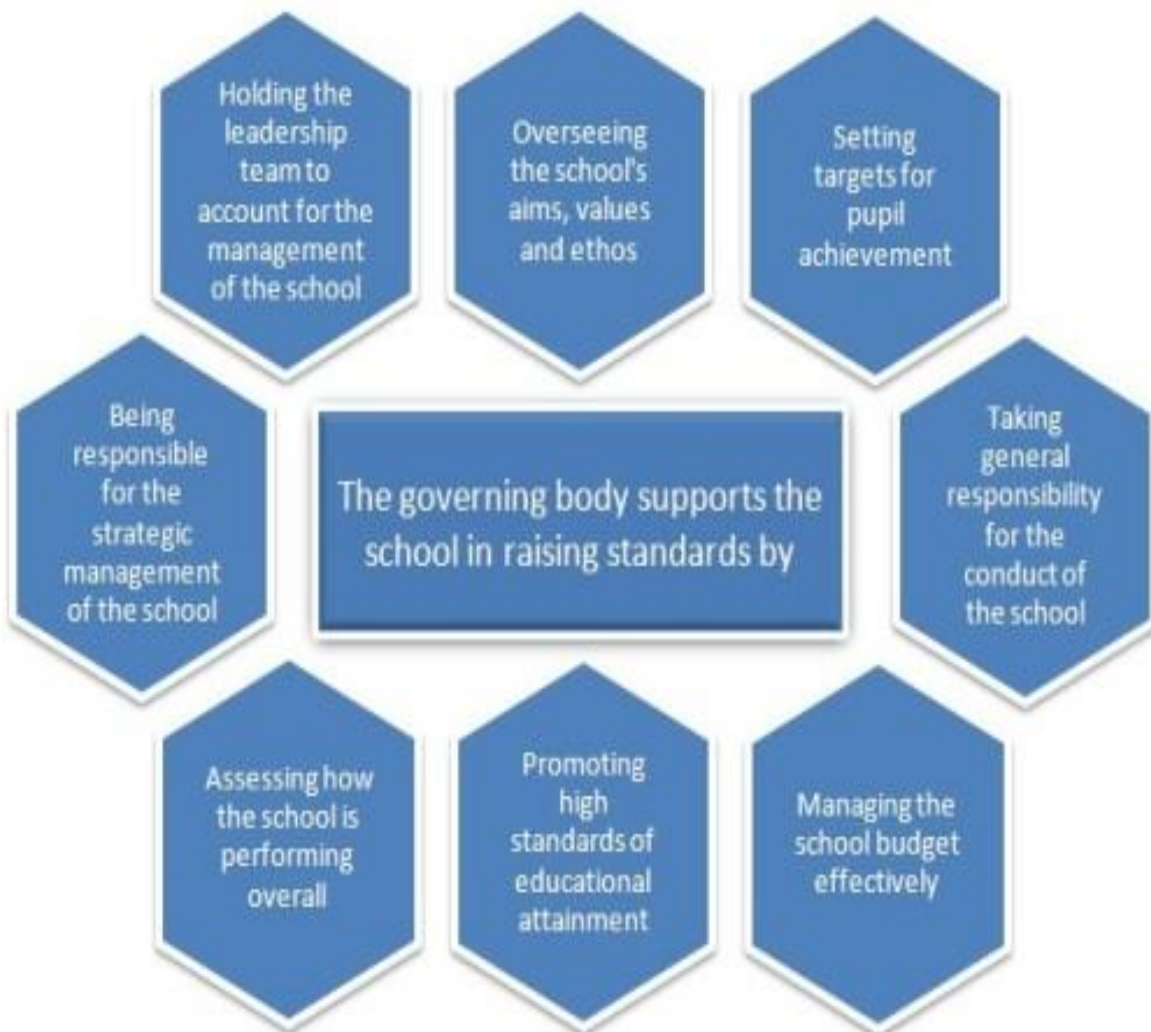 Holding the
leadership
team to
account for the
management
of the school
Overseeing
the school's
aims, values
and ethos
Setting
targets for
pupil
achievement
Being
responsible
for the
strategic
management
of the school
The governing body supports the
school in raising standards by
Taking
general
responsibility
for the
conduct of
the school
Assessing how
the school is
performing
overall
Promoting
high
standards of
educational
attainment
Managing the
school budget
effectively